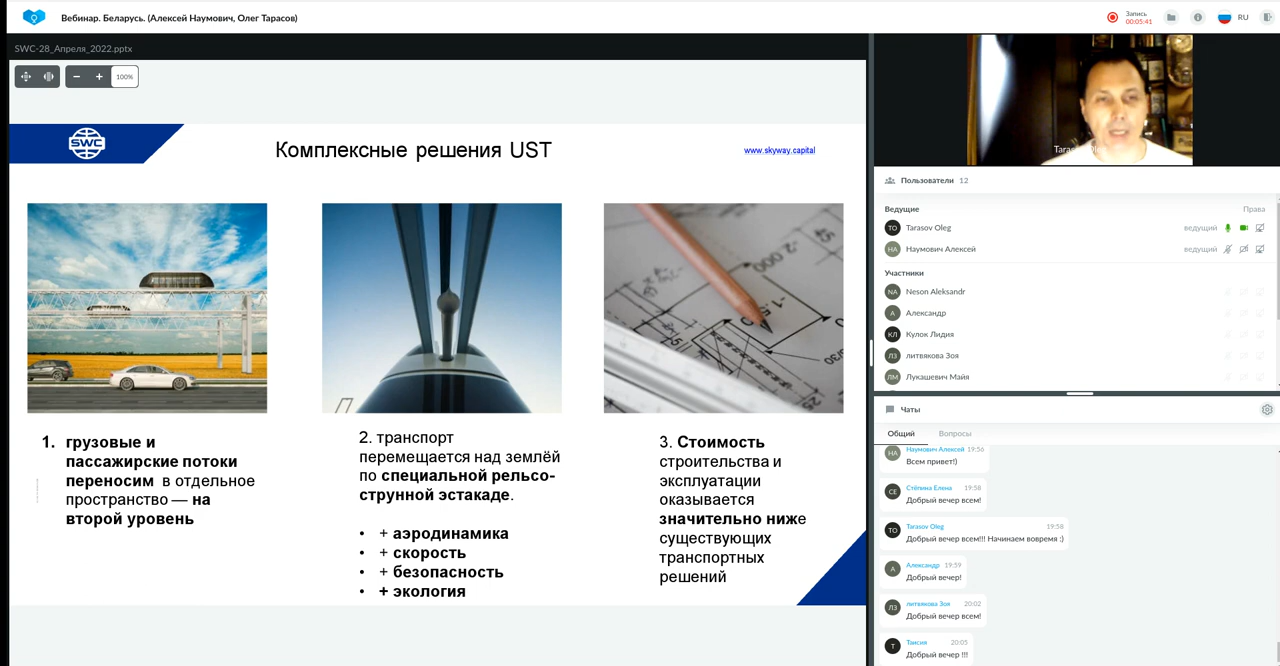 Вебинар. Беларусь. (Алексей Наумович, Олег Тарасов)
Запись
00:05:41
RU
SWC-28_Апреля_2022.pptx
100%
SWC
Комплексные решения UST
www.skyway.capital
1. грузовые и
пассажирские потоки
переносим в отдельное
пространство — на
второй уровень
2. транспорт
перемещается над землёй
по специальной рельсо-
струнной эстакаде.
• + аэродинамика
• + скорость
• + безопасность
• + экология
3. Стоимость
строительства и
эксплуатации
оказывается
значительно ниже
существующих
транспортных
решений
Пользователи 12
Ведущие
Права
TO Tarasov Oleg ведущий
НА Наумович Алексей ведущий
Участники
NA Neson Aleksandr
А Александр
КЛ Кулок Лидия
ЛЗ литвякова Зоя
ЛМ Лукашевич Майя
Чаты
Общий Вопросы
НА Наумович Алексей 19:56
Всем привет!)
СЕ Стёпина Елена 19:58
Добрый вечер всем!
TO Tarasov Oleg 19:58
Добрый вечер всем!!! Начинаем вовремя :)
А Александр 19:59
Добрый вечер!
ЛЗ литвякова Зоя 20:02
Добрый вечер всем!
Т Таисия 20:05
Добрый вечер !!!